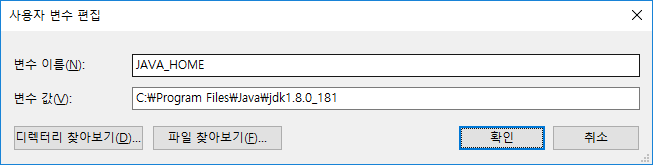 사용자 변수 편집
변수 이름(N):
JAVA_HOME
변수 값(V):
C:₩Program Files₩Java₩jdk1.8.0_181
디렉터리 찾아보기(D)...
파일 찾아보기(F)...
확인
취소